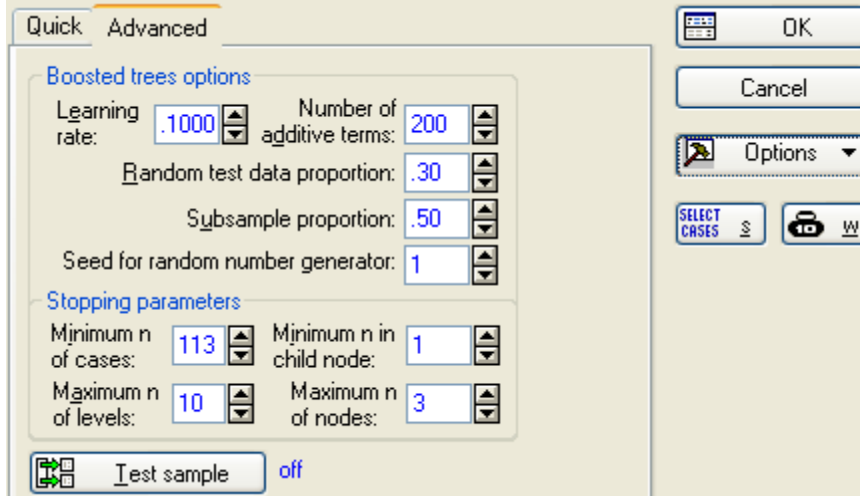 Quick Advanced
OK
Cancel
Options
SELECT CASES S
W
Boosted trees options
Learning rate: .1000
Number of additive terms: 200
Random test data proportion: .30
Subsample proportion: .50
Seed for random number generator: 1
Stopping parameters
Minimum n of cases: 113
Minimum n in child node: 1
Maximum n of levels: 10
Maximum n of nodes: 3
Test sample off